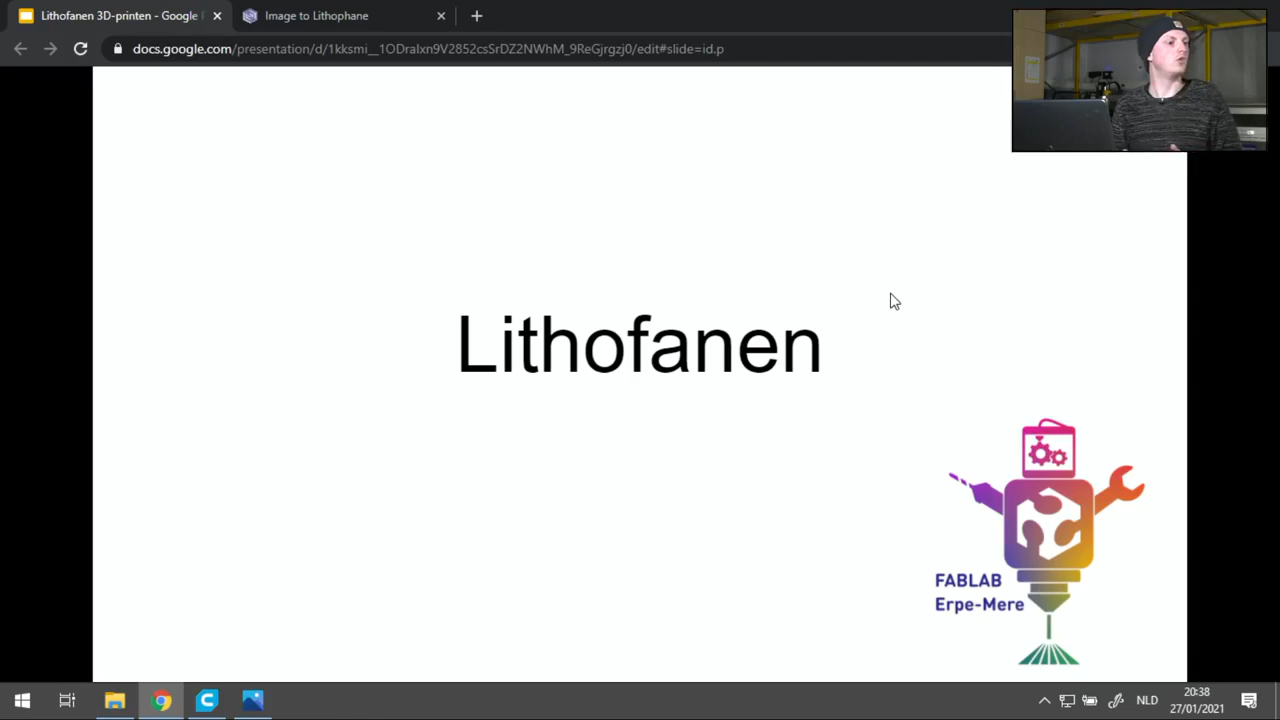 Lithofanen 3D-printen - Google P
Image to Lithophane
docs.google.com/presentation/d/1kksmi__1ODraIxn9V2852sSrDZ2NWhM_9ReGjrgzj0/edit#slide=id.p
Lithofanen
FABLAB
Erpe-Mere
NLD
20:38
27/01/2021